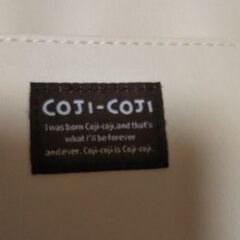 COJI-COJI
I was born Coji-coji,and that's
what i'll be forever
and ever. Coji-coji is Coji-coji.